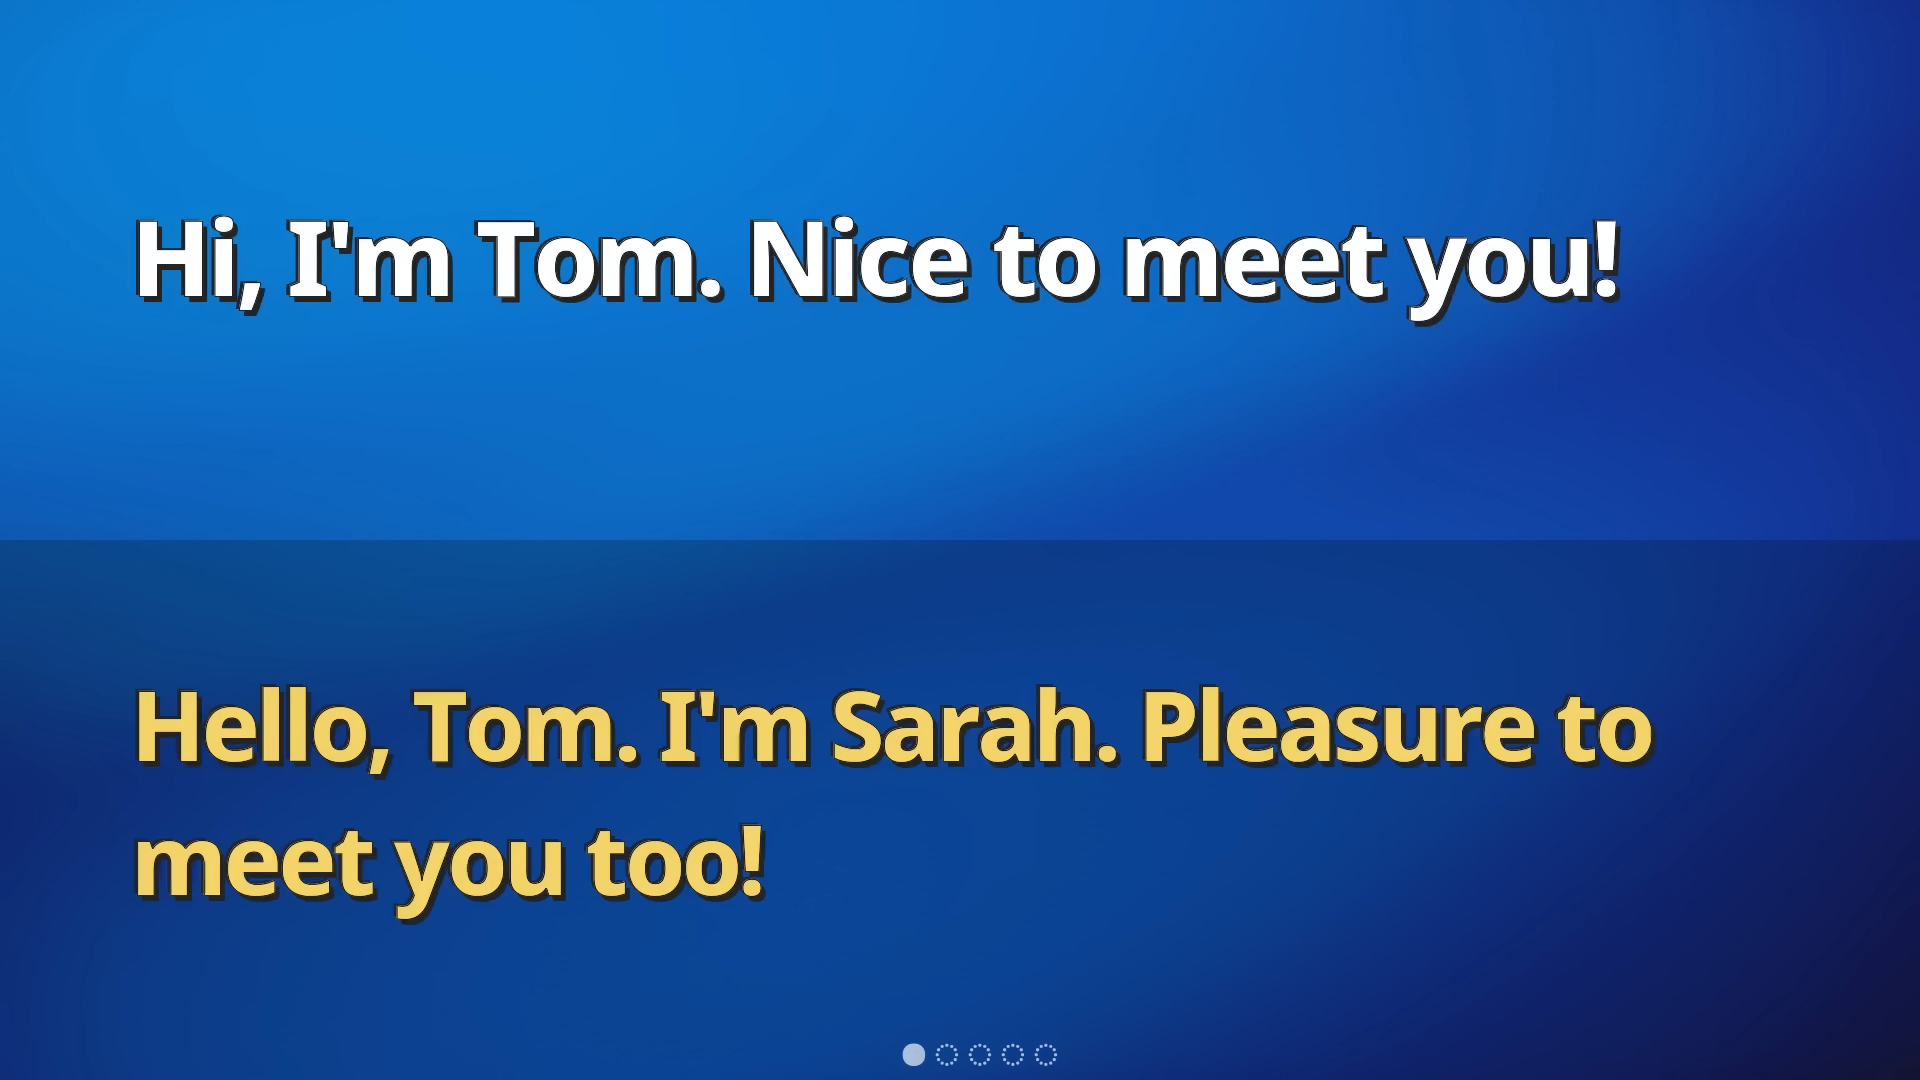 Hi, I'm Tom. Nice to meet you!
Hello, Tom. I'm Sarah. Pleasure to
meet you too!